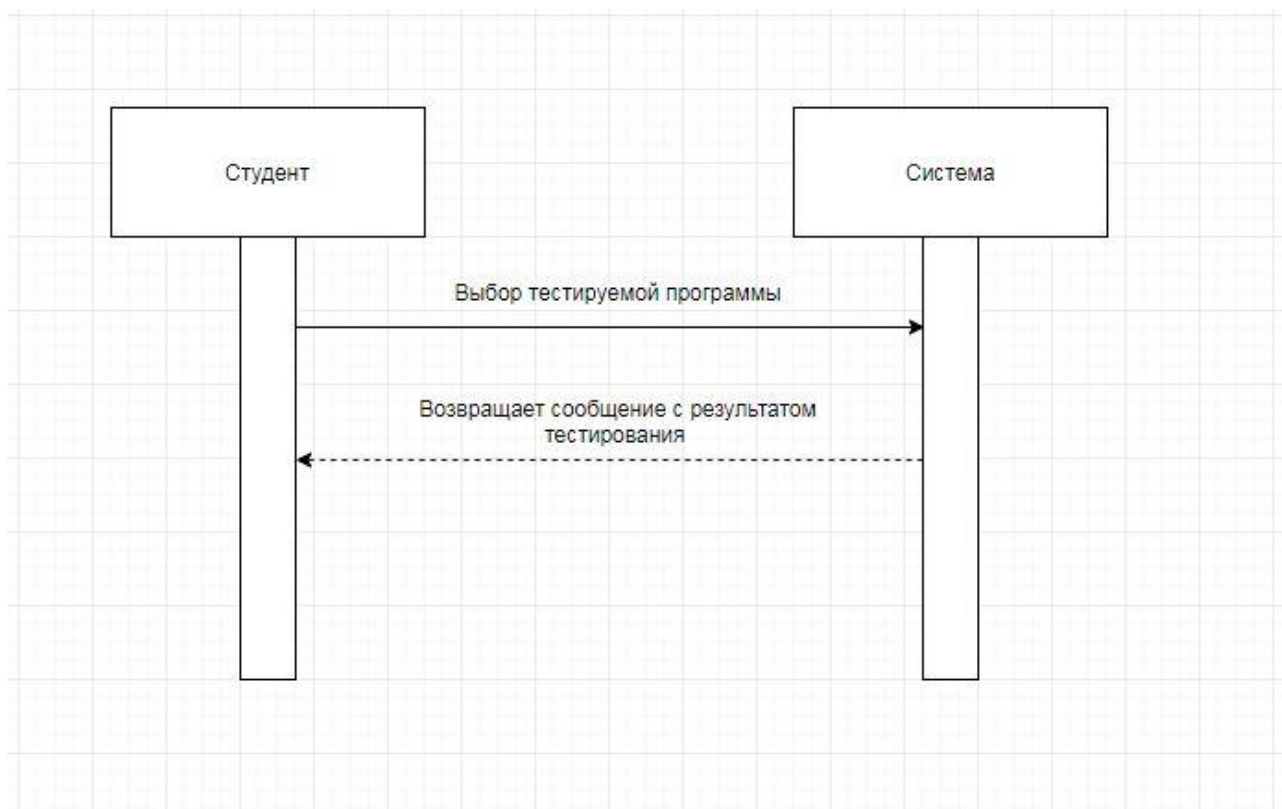 Студент
Система
Выбор тестируемой программы
Возвращает сообщение с результатом
тестирования